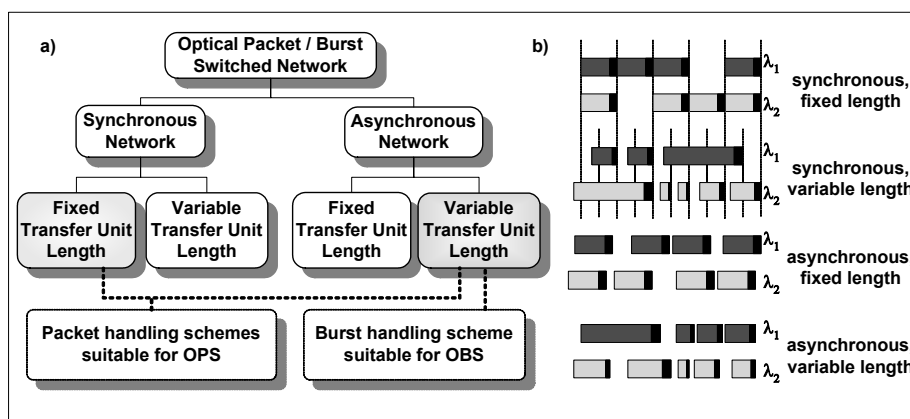 a)
Optical Packet / Burst
Switched Network
Synchronous
Network
Asynchronous
Network
Fixed
Transfer Unit
Length
Variable
Transfer Unit
Length
Fixed
Transfer Unit
Length
Variable
Transfer Unit
Length
Packet handling schemes
suitable for OPS
Burst handling scheme
suitable for OBS
b)
λ1
λ2
synchronous,
fixed length
λ1
λ2
synchronous,
variable length
λ1
λ2
asynchronous,
fixed length
λ1
λ2
asynchronous,
variable length